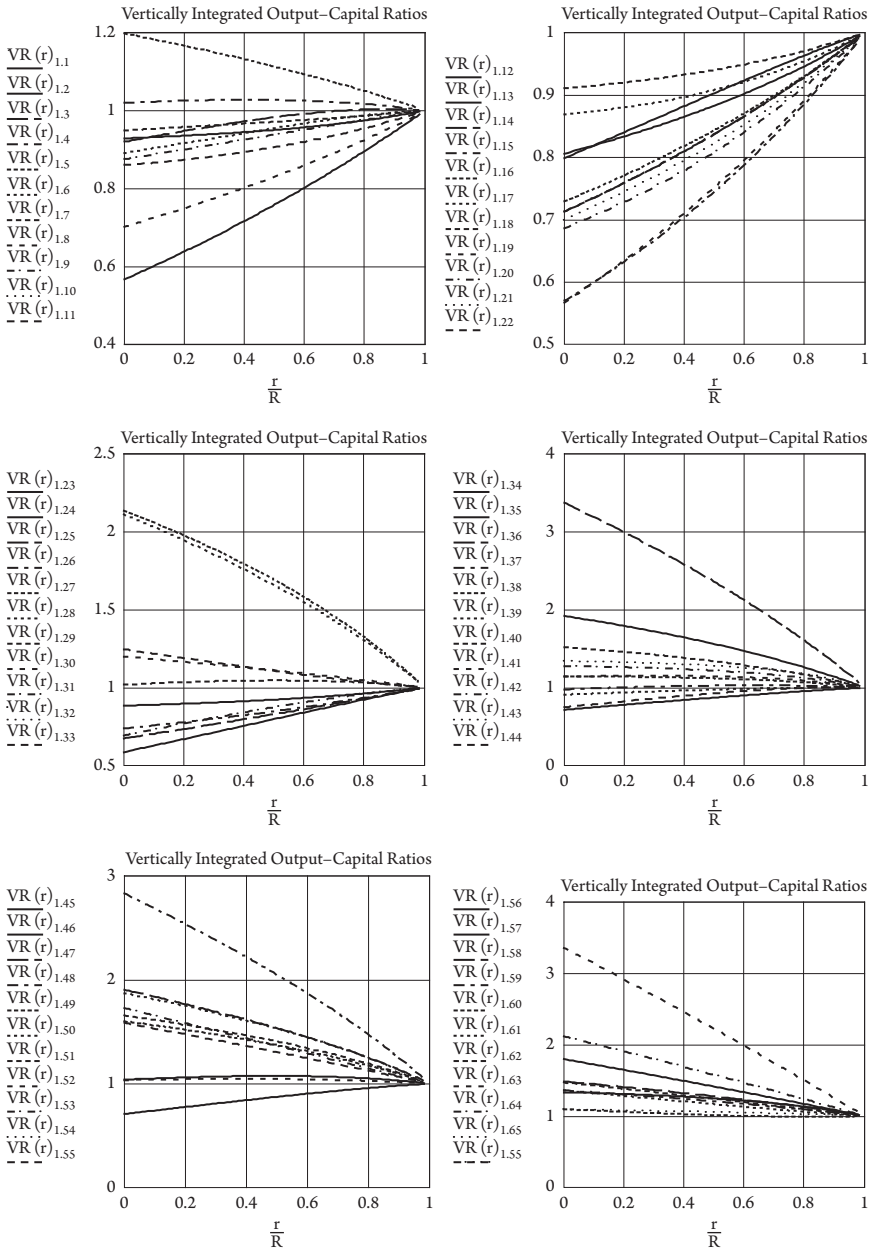 Vertically Integrated Output–Capital Ratios
VR (r)1.1
VR (r)1.2
VR (r)1.3
VR (r)1.4
VR (r)1.5
VR (r)1.6
VR (r)1.7
VR (r)1.8
VR (r)1.9
VR (r)1.10
VR (r)1.11
1.2
1
0.8
0.6
0.4
0 0.2 0.4 0.6 0.8 1
r
R
Vertically Integrated Output–Capital Ratios
VR (r)1.12
VR (r)1.13
VR (r)1.14
VR (r)1.15
VR (r)1.16
VR (r)1.17
VR (r)1.18
VR (r)1.19
VR (r)1.20
VR (r)1.21
VR (r)1.22
1
0.9
0.8
0.7
0.6
0.5
0 0.2 0.4 0.6 0.8 1
r
R
Vertically Integrated Output–Capital Ratios
VR (r)1.23
VR (r)1.24
VR (r)1.25
VR (r)1.26
VR (r)1.27
VR (r)1.28
VR (r)1.29
VR (r)1.30
VR (r)1.31
VR (r)1.32
VR (r)1.33
2.5
2
1.5
1
0.5
0 0.2 0.4 0.6 0.8 1
r
R
Vertically Integrated Output–Capital Ratios
VR (r)1.34
VR (r)1.35
VR (r)1.36
VR (r)1.37
VR (r)1.38
VR (r)1.39
VR (r)1.40
VR (r)1.41
VR (r)1.42
VR (r)1.43
VR (r)1.44
4
3
2
1
0
0 0.2 0.4 0.6 0.8 1
r
R
Vertically Integrated Output–Capital Ratios
VR (r)1.45
VR (r)1.46
VR (r)1.47
VR (r)1.48
VR (r)1.49
VR (r)1.50
VR (r)1.51
VR (r)1.52
VR (r)1.53
VR (r)1.54
VR (r)1.55
3
2
1
0
0 0.2 0.4 0.6 0.8 1
r
R
Vertically Integrated Output–Capital Ratios
VR (r)1.56
VR (r)1.57
VR (r)1.58
VR (r)1.59
VR (r)1.60
VR (r)1.61
VR (r)1.62
VR (r)1.63
VR (r)1.64
VR (r)1.65
VR (r)1.55
4
3
2
1
0
0 0.2 0.4 0.6 0.8 1
r
R